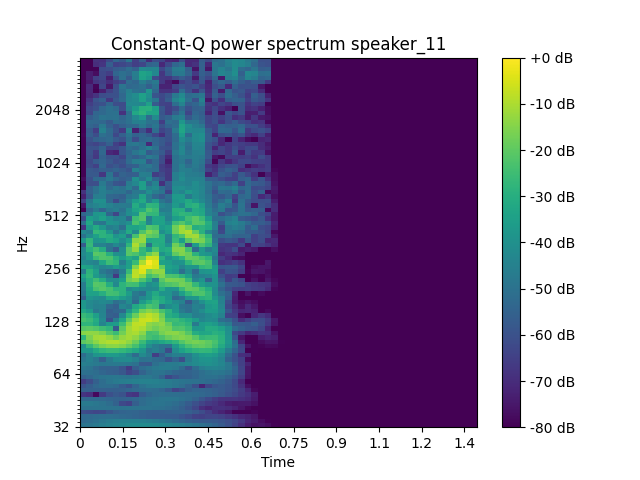 Constant-Q power spectrum speaker_11
Hz
2048
1024
512
256
128
64
32
0 0.15 0.3 0.45 0.6 0.75 0.9 1.1 1.2 1.4
Time
+0 dB
-10 dB
-20 dB
-30 dB
-40 dB
-50 dB
-60 dB
-70 dB
-80 dB